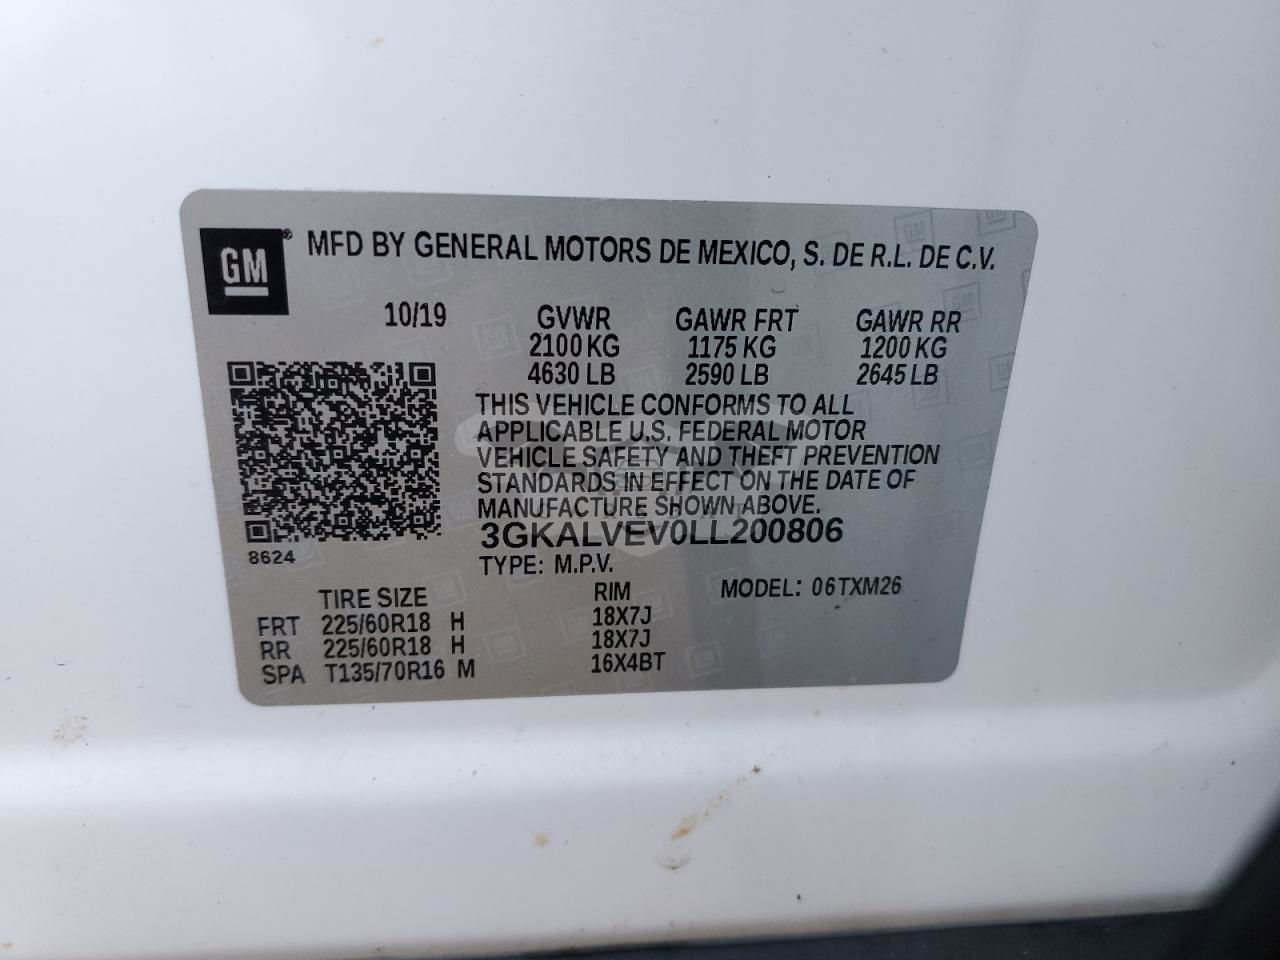 GM® MFD BY GENERAL MOTORS DE MEXICO, S. DE R.L. DE C.V.
10/19 GVWR GAWR FRT GAWR RR
2100 KG 1175 KG 1200 KG
4630 LB 2590 LB 2645 LB
THIS VEHICLE CONFORMS TO ALL
APPLICABLE U.S. FEDERAL MOTOR
VEHICLE SAFETY AND THEFT PREVENTION
STANDARDS IN EFFECT ON THE DATE OF
MANUFACTURE SHOWN ABOVE.
3GKALVEV0LL200806
8624 TYPE: M.P.V.
TIRE SIZE RIM MODEL: 06TXM26
FRT 225/60R18 H 18X7J
RR 225/60R18 H 18X7J
SPA T135/70R16 M 16X4BT